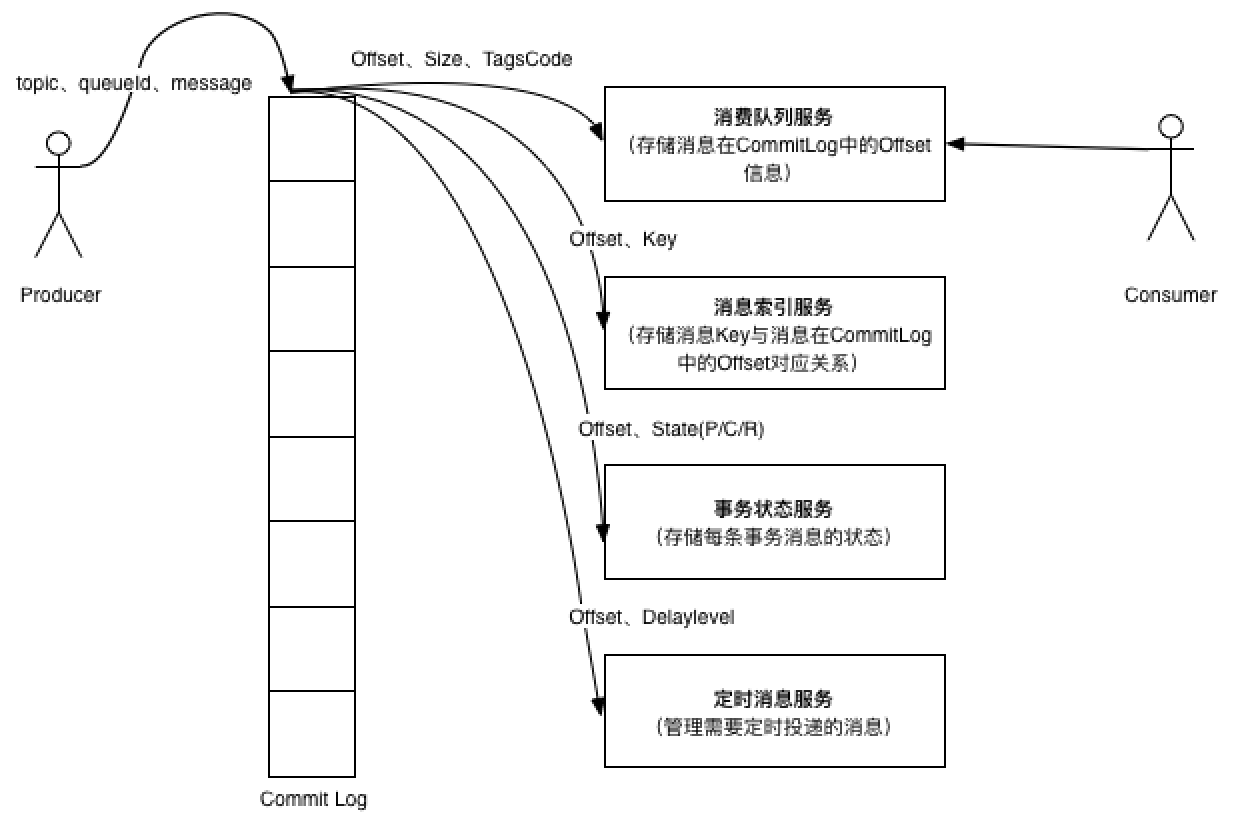 topic、queueId、message
Producer
Commit Log
Offset、Size、TagsCode
消费队列服务
（存储消息在CommitLog中的Offset
信息）
Offset、Key
消息索引服务
（存储消息Key与消息在CommitLog
中的Offset对应关系）
Offset、State(P/C/R)
事务状态服务
（存储每条事务消息的状态）
Offset、Delaylevel
定时消息服务
（管理需要定时投递的消息）
Consumer